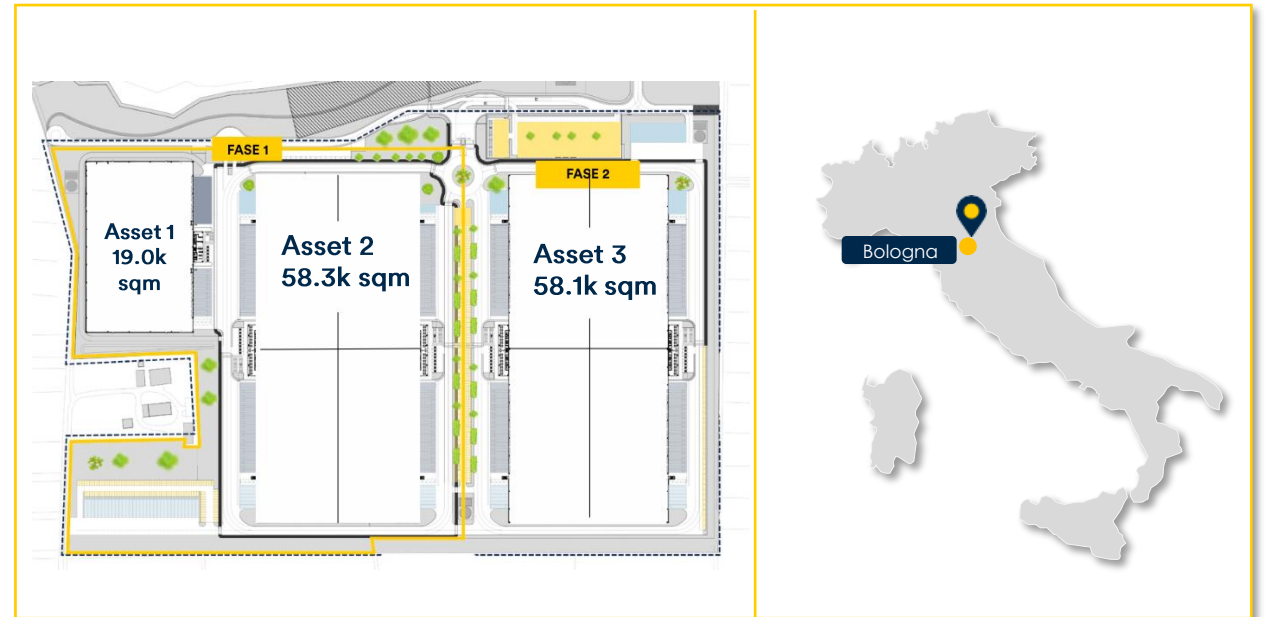 FASE 1
FASE 2
Asset 1
19.0k
sqm
Asset 2
58.3k sqm
Asset 3
58.1k sqm
Bologna